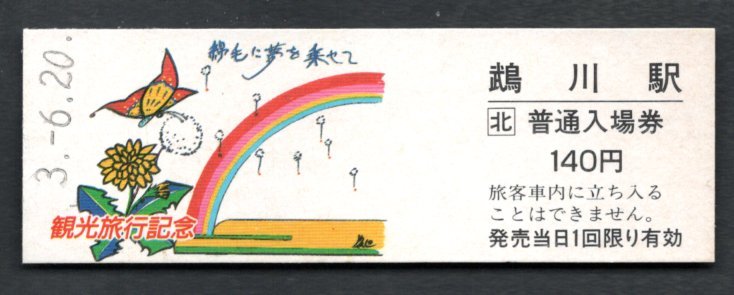 3.-6.20.
綿毛に夢を乗せて
観光旅行記念
鵡川駅
北 普通入場券
140円
旅客車内に立ち入る
ことはできません。
発売当日1回限り有効